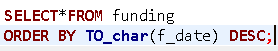 SELECT*FROM funding
ORDER BY TO_char(f_date) DESC;